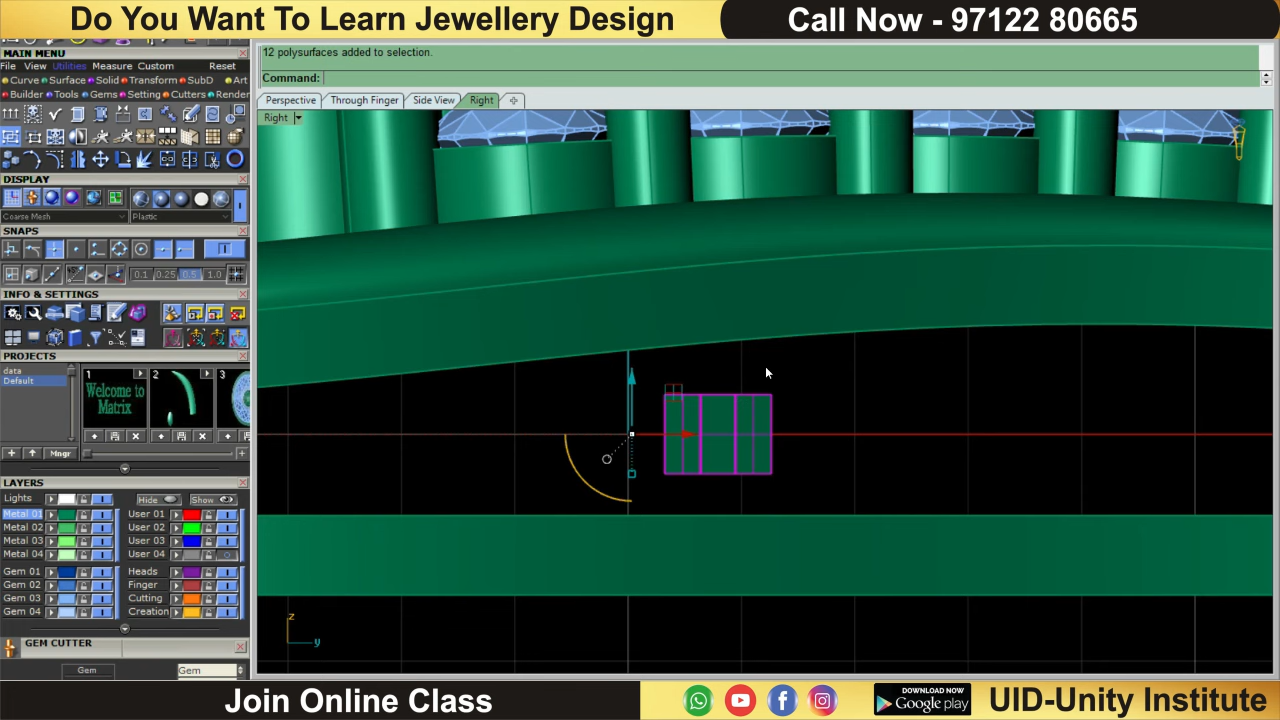 Do You Want To Learn Jewellery Design
Call Now - 97122 80665
MAIN MENU
File View Utilities Measure Custom Reset
Curve Surface Solid Transform SubD Art
Builder Tools Gems Setting Cutters Render
DISPLAY
Coarse Mesh Plastic
SNAPS
0.1 0.25 0.5 1.0
INFO & SETTINGS
PROJECTS
data
Default
1 2 3
Welcome to Matrix
Mngr
LAYERS
Lights Hide Show
Metal 01 User 01
Metal 02 User 02
Metal 03 User 03
Metal 04 User 04
Gem 01 Heads
Gem 02 Finger
Gem 03 Cutting
Gem 04 Creation
GEM CUTTER
Gem Gem
12 polysurfaces added to selection.
Command:
Perspective Through Finger Side View Right
Right
z
y
Join Online Class
DOWNLOAD NOW
Google play
UID-Unity Institute